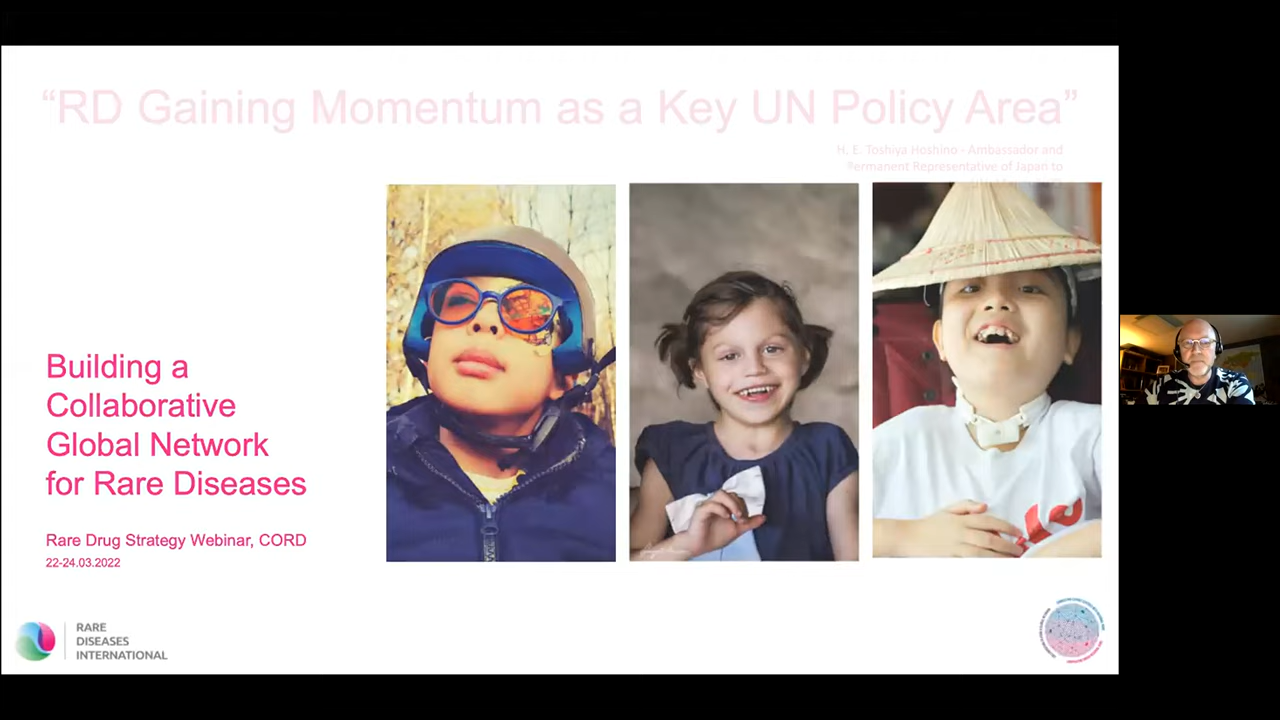 “RD Gaining Momentum as a Key UN Policy Area”
H. E. Toshiya Hoshino - Ambassador and
Permanent Representative of Japan to
Building a
Collaborative
Global Network
for Rare Diseases
Rare Drug Strategy Webinar, CORD
22-24.03.2022
RARE
DISEASES
INTERNATIONAL